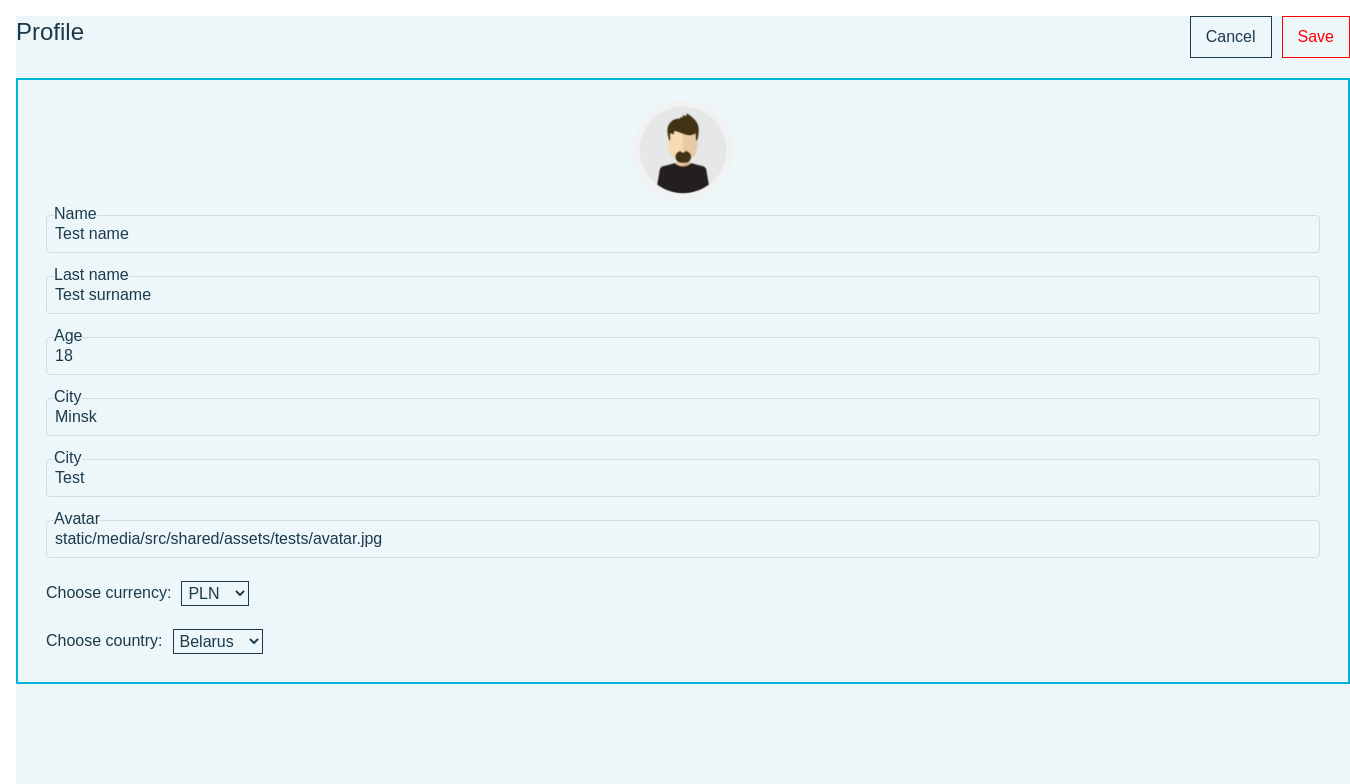 Profile
Cancel
Save
Name
Test name
Last name
Test surname
Age
18
City
Minsk
City
Test
Avatar
static/media/src/shared/assets/tests/avatar.jpg
Choose currency: PLN
Choose country: Belarus